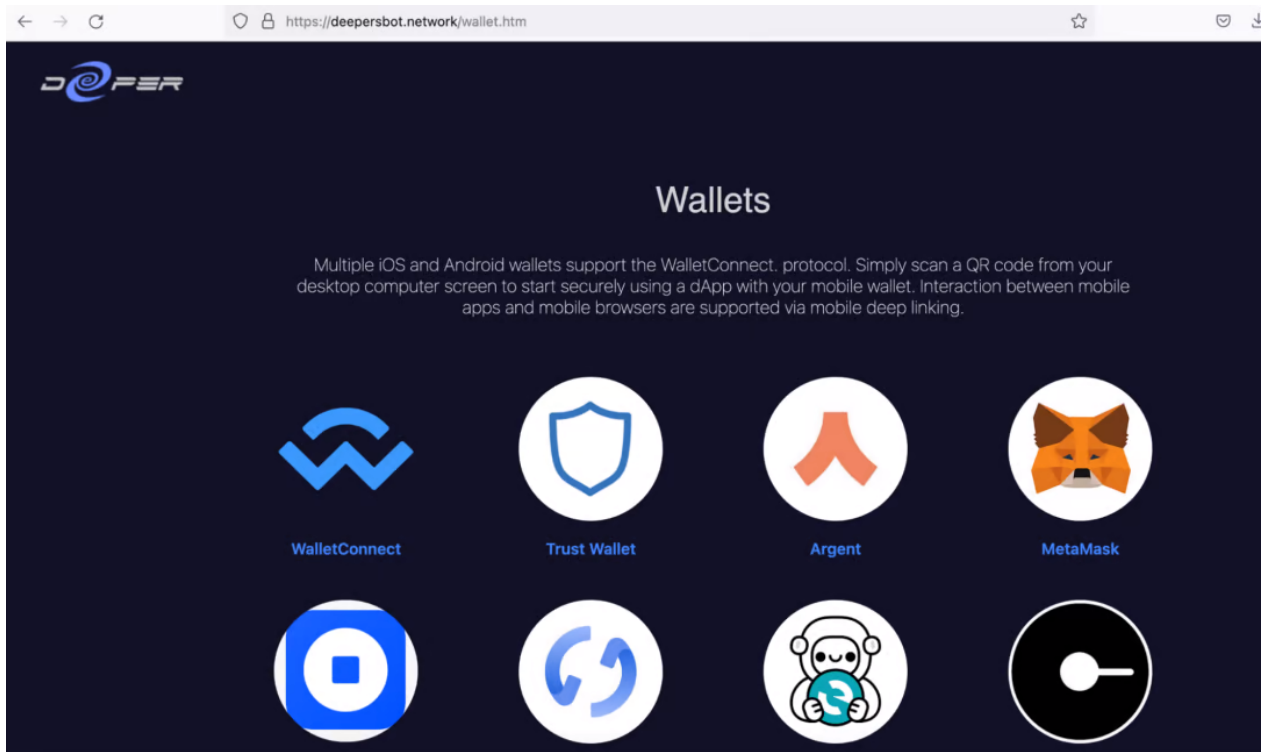 https://deepersbot.network/wallet.htm
DEEPER
Wallets
Multiple iOS and Android wallets support the WalletConnect. protocol. Simply scan a QR code from your
desktop computer screen to start securely using a dApp with your mobile wallet. Interaction between mobile
apps and mobile browsers are supported via mobile deep linking.
WalletConnect Trust Wallet Argent MetaMask